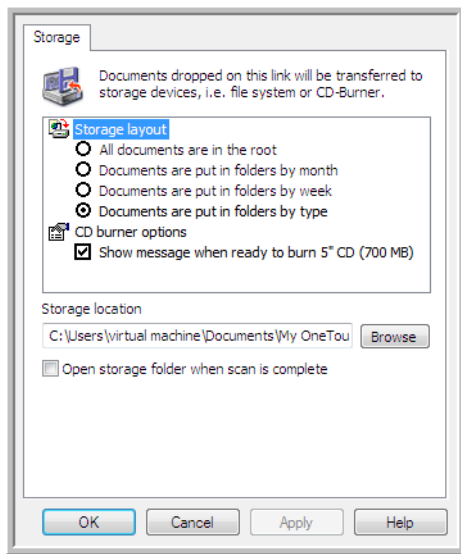 Storage
Documents dropped on this link will be transferred to
storage devices, i.e. file system or CD-Burner.
Storage layout
All documents are in the root
Documents are put in folders by month
Documents are put in folders by week
Documents are put in folders by type
CD burner options
Show message when ready to burn 5" CD (700 MB)
Storage location
C:\Users\virtual machine\Documents\My OneTou
Browse
Open storage folder when scan is complete
OK Cancel Apply Help